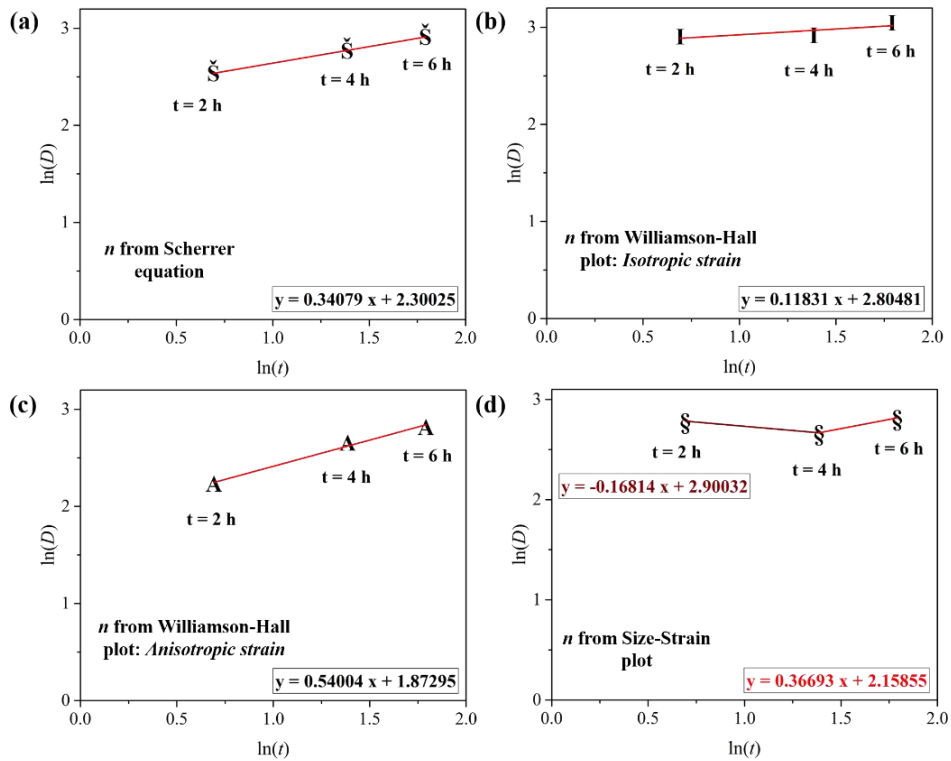 (a)
3
2
1
0
ln(D)
Š
Š
Š
t = 2 h
t = 4 h
t = 6 h
n from Scherrer
equation
y = 0.34079 x + 2.30025
0.0
0.5
1.0
1.5
2.0
ln(t)
(b)
3
2
1
0
ln(D)
I
I
I
t = 2 h
t = 4 h
t = 6 h
n from Williamson-Hall
plot: Isotropic strain
y = 0.11831 x + 2.80481
0.0
0.5
1.0
1.5
2.0
ln(t)
(c)
3
2
1
0
ln(D)
A
A
A
t = 2 h
t = 4 h
t = 6 h
n from Williamson-Hall
plot: Anisotropic strain
y = 0.54004 x + 1.87295
0.0
0.5
1.0
1.5
2.0
ln(t)
(d)
3
2
1
0
ln(D)
§
§
§
t = 2 h
t = 4 h
t = 6 h
y = -0.16814 x + 2.90032
n from Size-Strain
plot
y = 0.36693 x + 2.15855
0.0
0.5
1.0
1.5
2.0
ln(t)